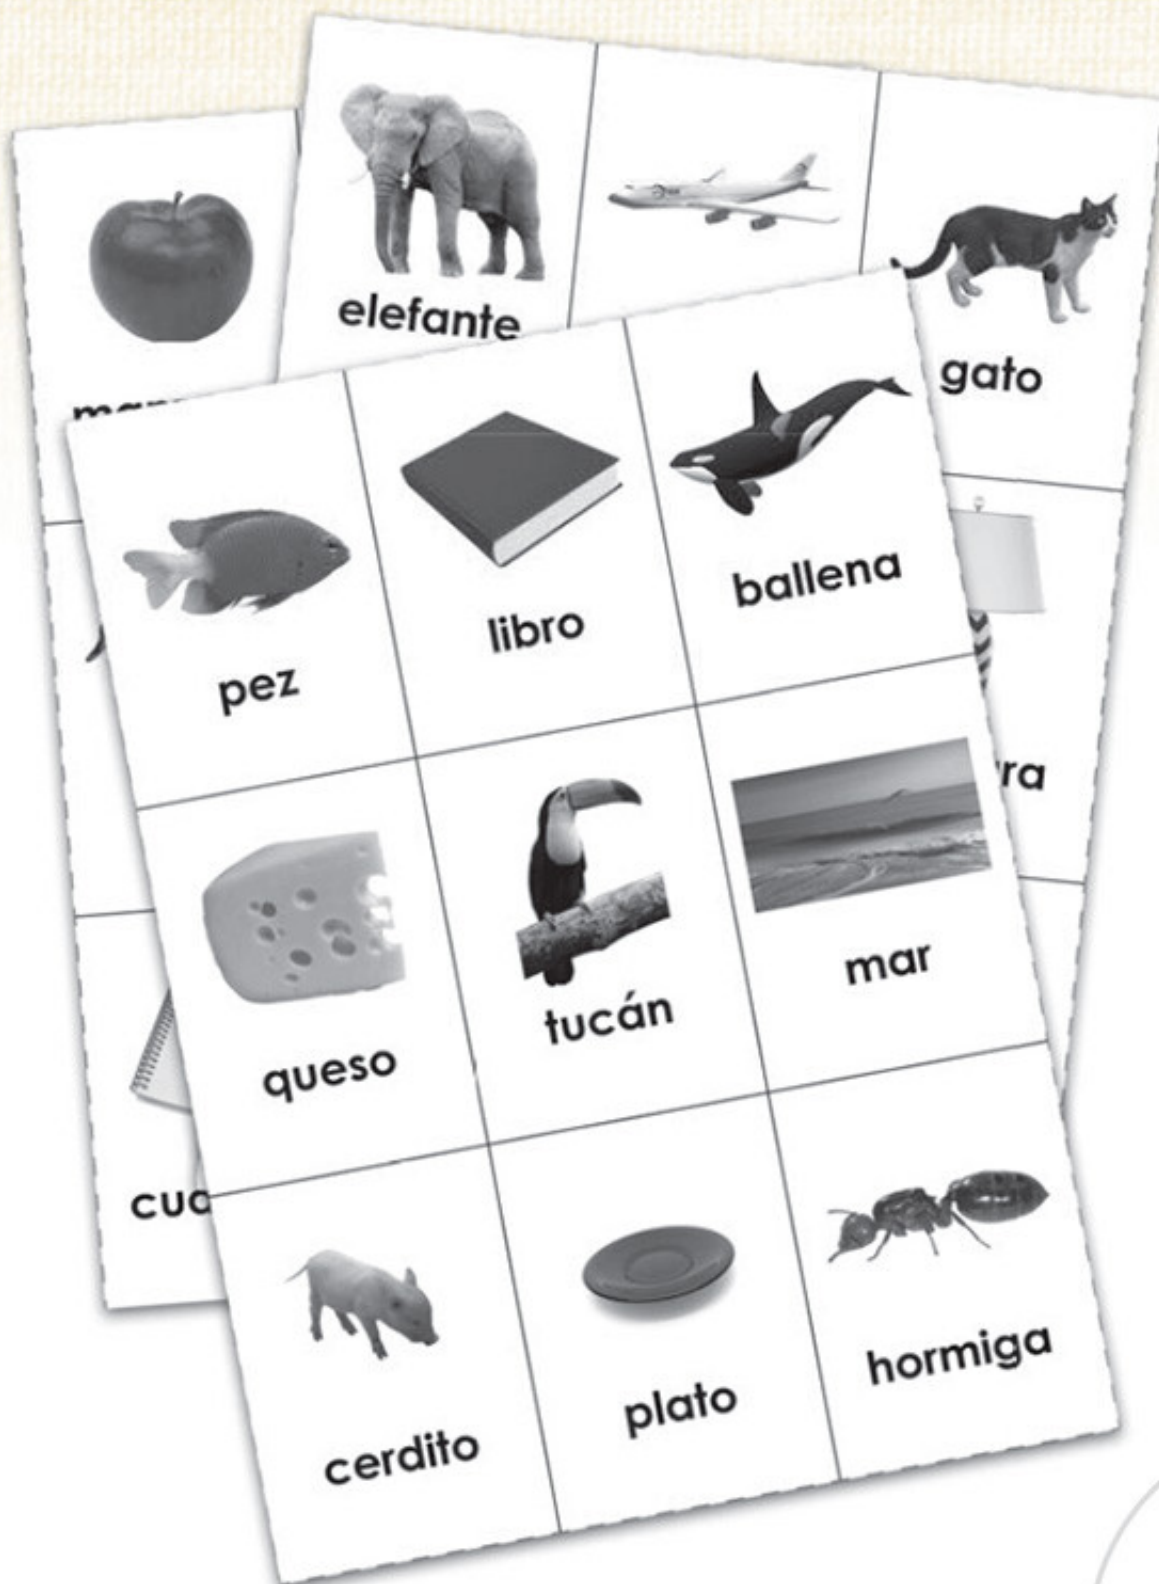 elefante
gato
pez
libro
ballena
queso
tucán
mar
cerdito
plato
hormiga